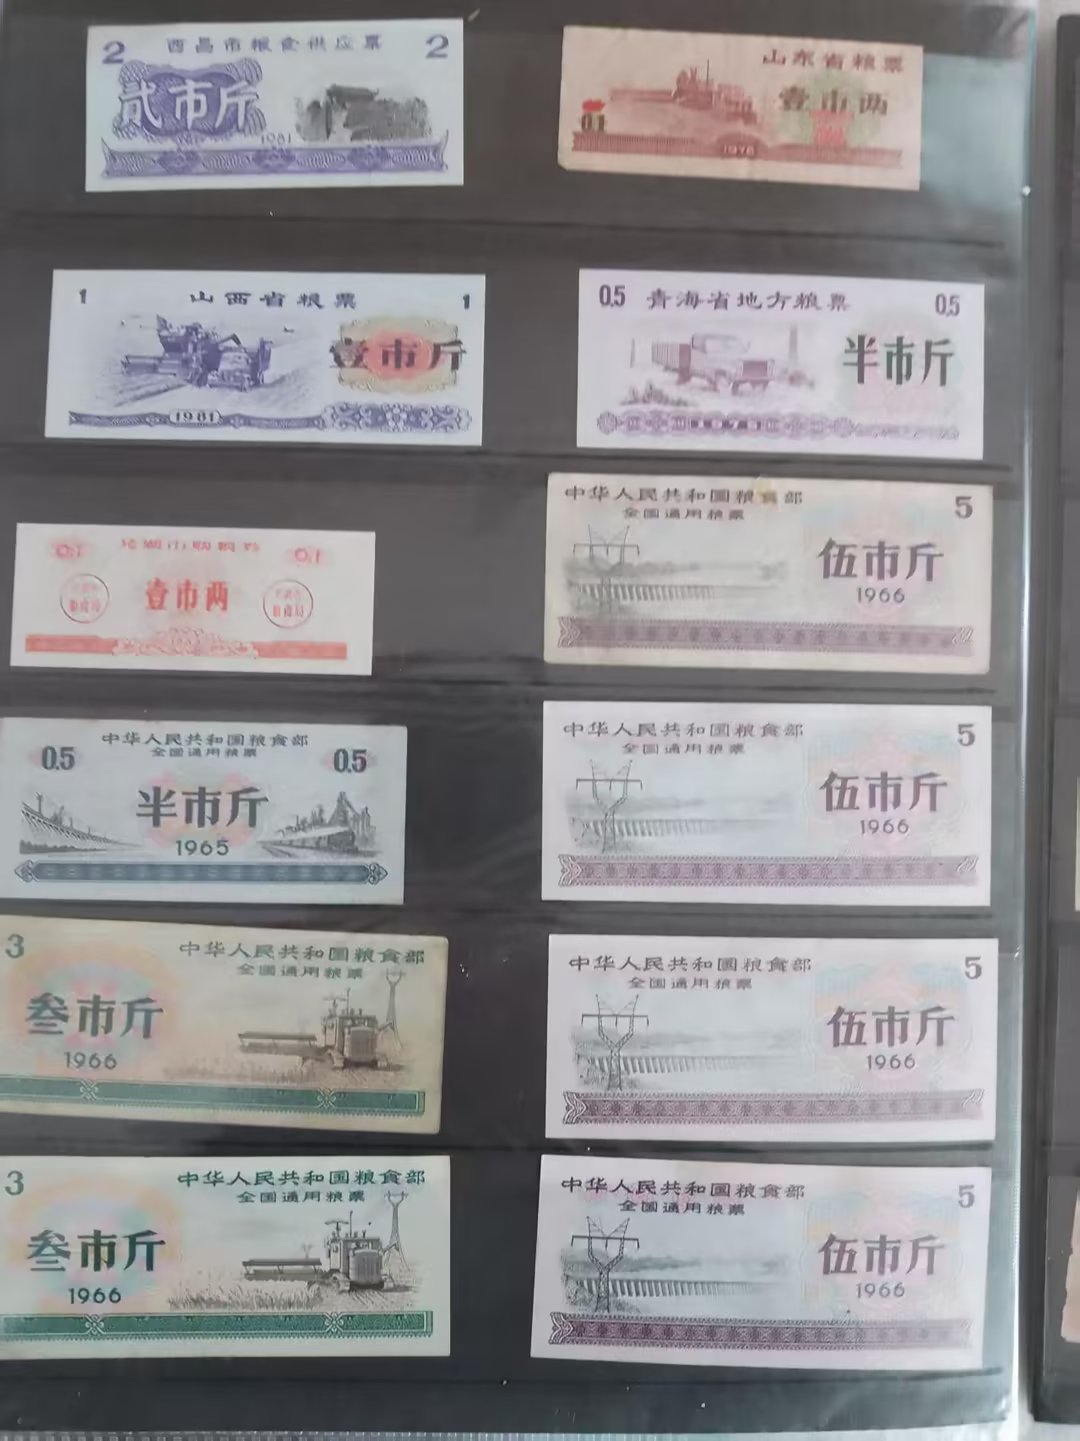 2 西昌市粮食供应票 2
贰市斤
1981
山东省粮票
壹市两
0.1
1978
1 山西省粮票 1
壹市斤
1981
0.5 青海省地方粮票 0.5
半市斤
0.1 0.1
壹市两
粮食局 粮食局
中华人民共和国粮食部
全国通用粮票
5
伍市斤
1966
中华人民共和国粮食部
全国通用粮票
0.5 0.5
半市斤
1965
中华人民共和国粮食部
全国通用粮票
5
伍市斤
1966
3
中华人民共和国粮食部
全国通用粮票
叁市斤
1966
中华人民共和国粮食部
全国通用粮票
5
伍市斤
1966
3
中华人民共和国粮食部
全国通用粮票
叁市斤
1966
中华人民共和国粮食部
全国通用粮票
5
伍市斤
1966